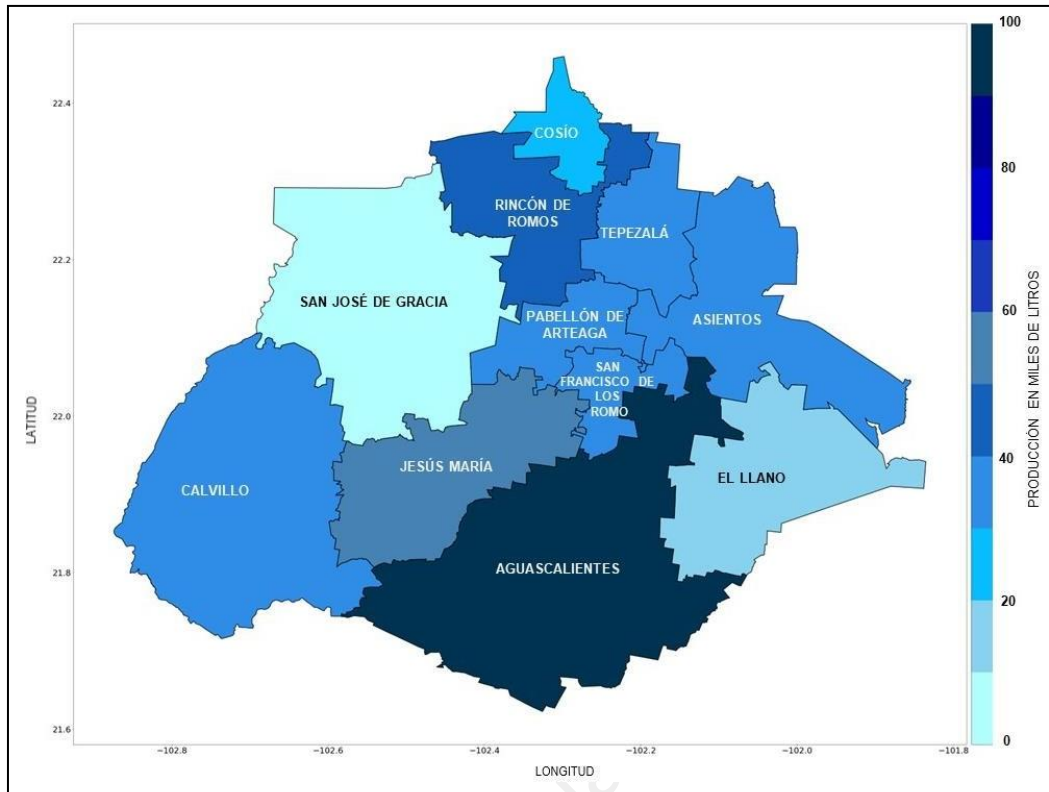 COSÍO
RINCÓN DE
ROMOS
TEPEZALÁ
SAN JOSÉ DE GRACIA
PABELLÓN DE
ARTEAGA
ASIENTOS
SAN
FRANCISCO DE
LOS
ROMO
JESÚS MARÍA
CALVILLO
EL LLANO
AGUASCALIENTES
22.4
22.2
22.0
21.8
21.6
LATITUD
−102.8
−102.6
−102.4
−102.2
−102.0
−101.8
LONGITUD
100
80
60
40
20
0
PRODUCCIÓN EN MILES DE LITROS